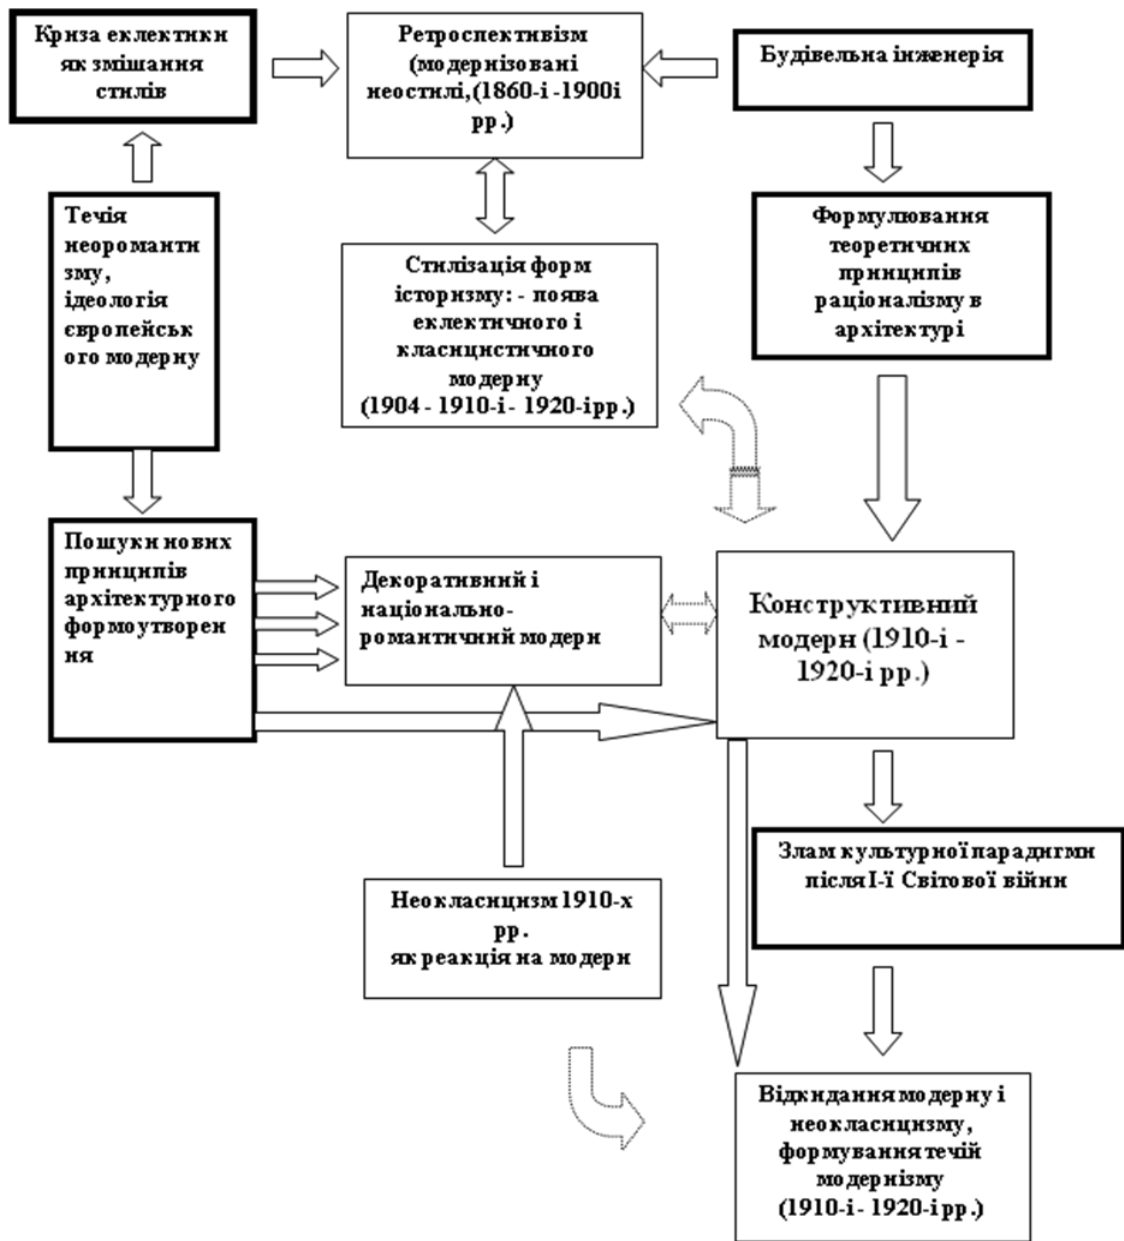 Криза еклектики
як змішання
стилів
Ретроспективізм
(модернізовані
неостилі,(1860-і -1900і
рр.)
Будівельна інженерія
Течія
неороманти
зму,
ідеологія
європейськ
ого модерну
Стилізація форм
історизму: - поява
еклектичного і
класицистичного
модерну
(1904 - 1910-і - 1920-і рр.)
Формулювання
теоретичних
принципів
раціоналізму в
архітектурі
Пошуки нових
принципів
архітектурного
формоутворен
ня
Декоративний і
національно-
романтичний модерн
Конструктивний
модерн (1910-і -
1920-і рр.)
Злам культурної парадигми
після І-ї Світової війни
Неокласицизм 1910-х
рр.
як реакція на модерн
Відкидання модерну і
неокласицизму,
формування течій
модернізму
(1910-і - 1920-і рр.)